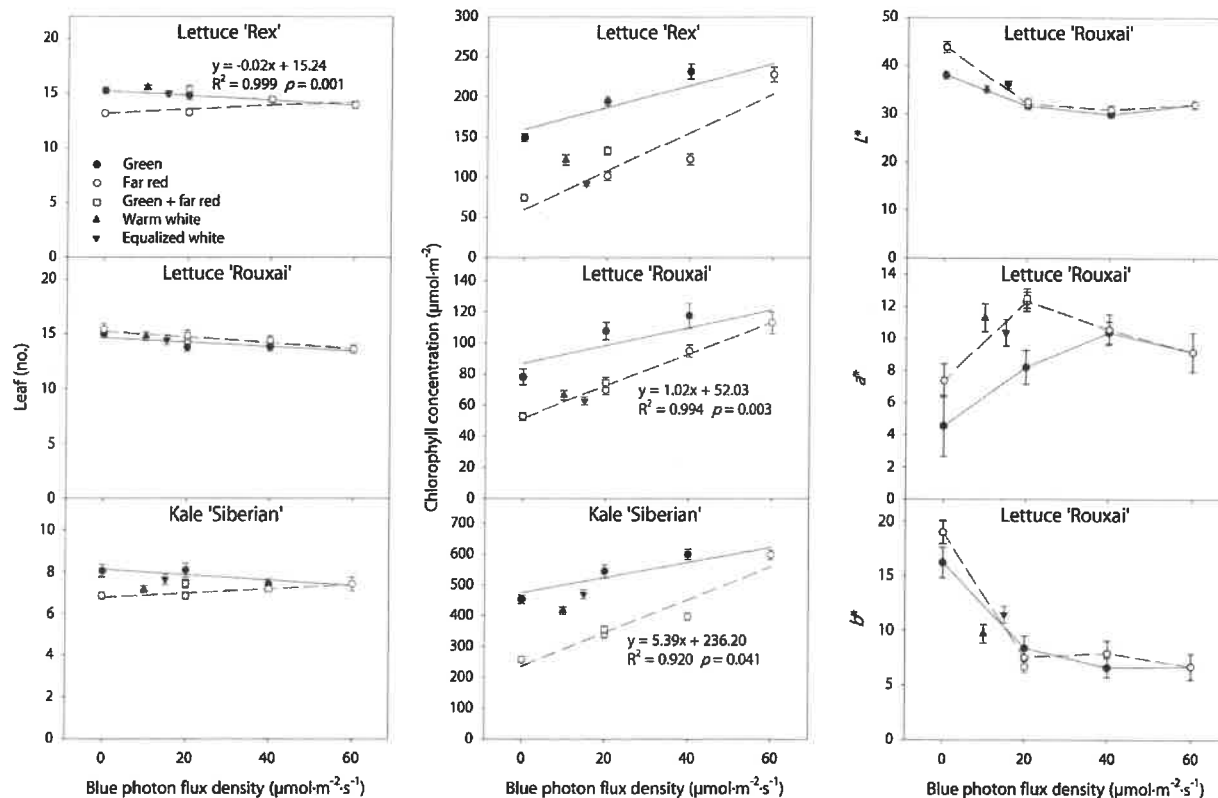 Lettuce 'Rex'
y = -0.02x + 15.24
R² = 0.999 p = 0.001
Green
Far red
Green + far red
Warm white
Equalized white
20
15
10
5
0
Lettuce 'Rouxai'
20
15
10
5
0
Leaf (no.)
Kale 'Siberian'
10
8
6
4
2
0
0 20 40 60
Blue photon flux density (µmol·m⁻²·s⁻¹)
Lettuce 'Rex'
300
250
200
150
100
50
0
Lettuce 'Rouxai'
y = 1.02x + 52.03
R² = 0.994 p = 0.003
140
120
100
80
60
40
20
0
Chlorophyll concentration (µmol·m⁻²)
Kale 'Siberian'
y = 5.39x + 236.20
R² = 0.920 p = 0.041
700
600
500
400
300
200
100
0
0 20 40 60
Blue photon flux density (µmol·m⁻²·s⁻¹)
Lettuce 'Rouxai'
50
40
30
20
10
0
L*
Lettuce 'Rouxai'
14
12
10
8
6
4
2
0
a*
Lettuce 'Rouxai'
20
15
10
5
0
b*
0 20 40 60
Blue photon flux density (µmol·m⁻²·s⁻¹)